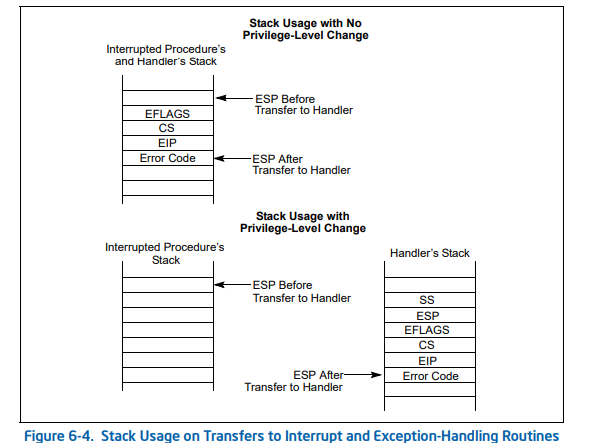 Stack Usage with No
Privilege-Level Change
Interrupted Procedure's
and Handler's Stack
ESP Before
Transfer to Handler
EFLAGS
CS
EIP
Error Code
ESP After
Transfer to Handler
Stack Usage with
Privilege-Level Change
Interrupted Procedure's
Stack
Handler's Stack
ESP Before
Transfer to Handler
SS
ESP
EFLAGS
CS
EIP
ESP After
Transfer to Handler
Error Code
Figure 6-4. Stack Usage on Transfers to Interrupt and Exception-Handling Routines